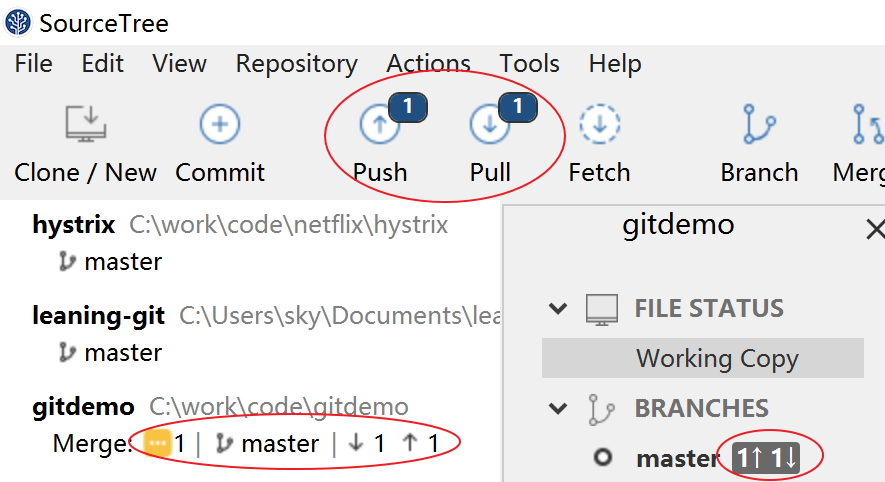 SourceTree
File Edit View Repository Actions Tools Help
1 1
Clone / New Commit Push Pull Fetch Branch Merg
hystrix C:\work\code\netflix\hystrix
master
leaning-git C:\Users\sky\Documents\lea
master
gitdemo C:\work\code\gitdemo
Merge: 1 | master | ↓ 1 ↑ 1
gitdemo
FILE STATUS
Working Copy
BRANCHES
master 1↑ 1↓